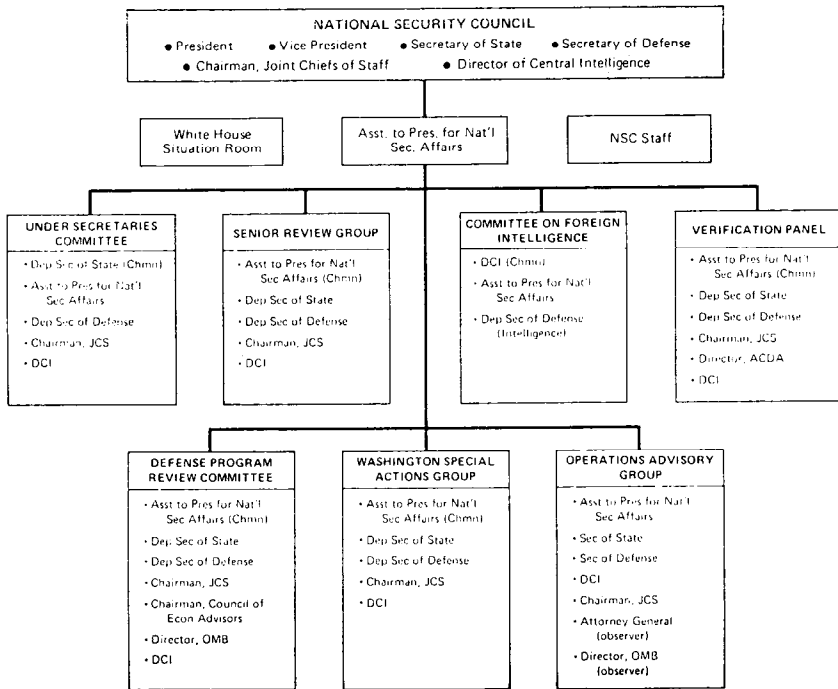 NATIONAL SECURITY COUNCIL
● President ● Vice President ● Secretary of State ● Secretary of Defense
● Chairman, Joint Chiefs of Staff ● Director of Central Intelligence
White House
Situation Room
Asst. to Pres. for Nat'l
Sec. Affairs
NSC Staff
UNDER SECRETARIES
COMMITTEE
• Dep Sec of State (Chmn)
• Asst to Pres for Nat'l
Sec Affairs
• Dep Sec of Defense
• Chairman, JCS
• DCI
SENIOR REVIEW GROUP
• Asst to Pres for Nat'l
Sec Affairs (Chmn)
• Dep Sec of State
• Dep Sec of Defense
• Chairman, JCS
• DCI
COMMITTEE ON FOREIGN
INTELLIGENCE
• DCI (Chmn)
• Asst to Pres for Nat'l
Sec Affairs
• Dep Sec of Defense
(Intelligence)
VERIFICATION PANEL
• Asst to Pres for Nat'l
Sec Affairs (Chmn)
• Dep Sec of State
• Dep Sec of Defense
• Chairman, JCS
• Director, ACDA
• DCI
DEFENSE PROGRAM
REVIEW COMMITTEE
• Asst to Pres for Nat'l
Sec Affairs (Chmn)
• Dep Sec of State
• Dep Sec of Defense
• Chairman, JCS
• Chairman, Council of
Econ Advisors
• Director, OMB
• DCI
WASHINGTON SPECIAL
ACTIONS GROUP
• Asst to Pres for Nat'l
Sec Affairs (Chmn)
• Dep Sec of State
• Dep Sec of Defense
• Chairman, JCS
• DCI
OPERATIONS ADVISORY
GROUP
• Asst to Pres for Nat'l
Sec Affairs
• Sec of State
• Sec of Defense
• DCI
• Chairman, JCS
• Attorney General
(observer)
• Director, OMB
(observer)